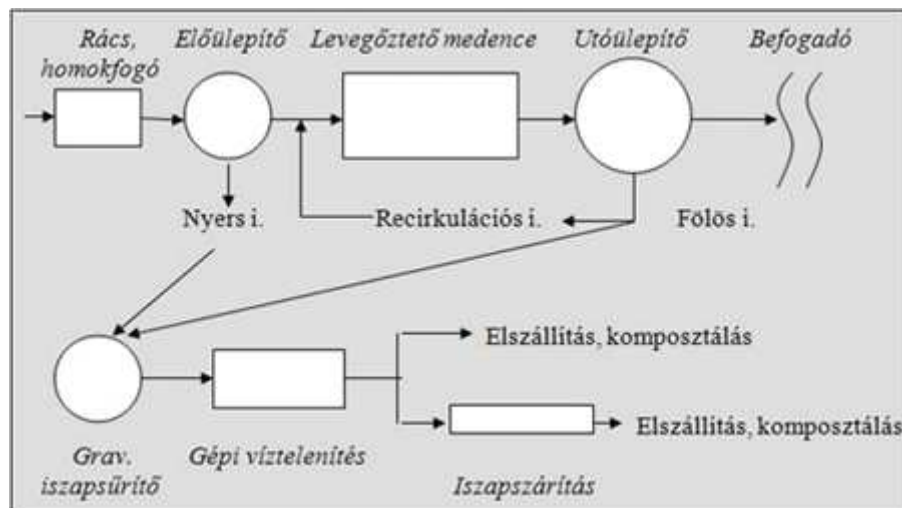 Rács,
homokfogó
Előülepítő
Levegőztető medence
Utóülepítő
Befogadó
Nyers i.
Recirkulációs i.
Fölös i.
Elszállítás, komposztálás
Elszállítás, komposztálás
Grav.
iszapsűrítő
Gépi víztelenítés
Iszapszárítás